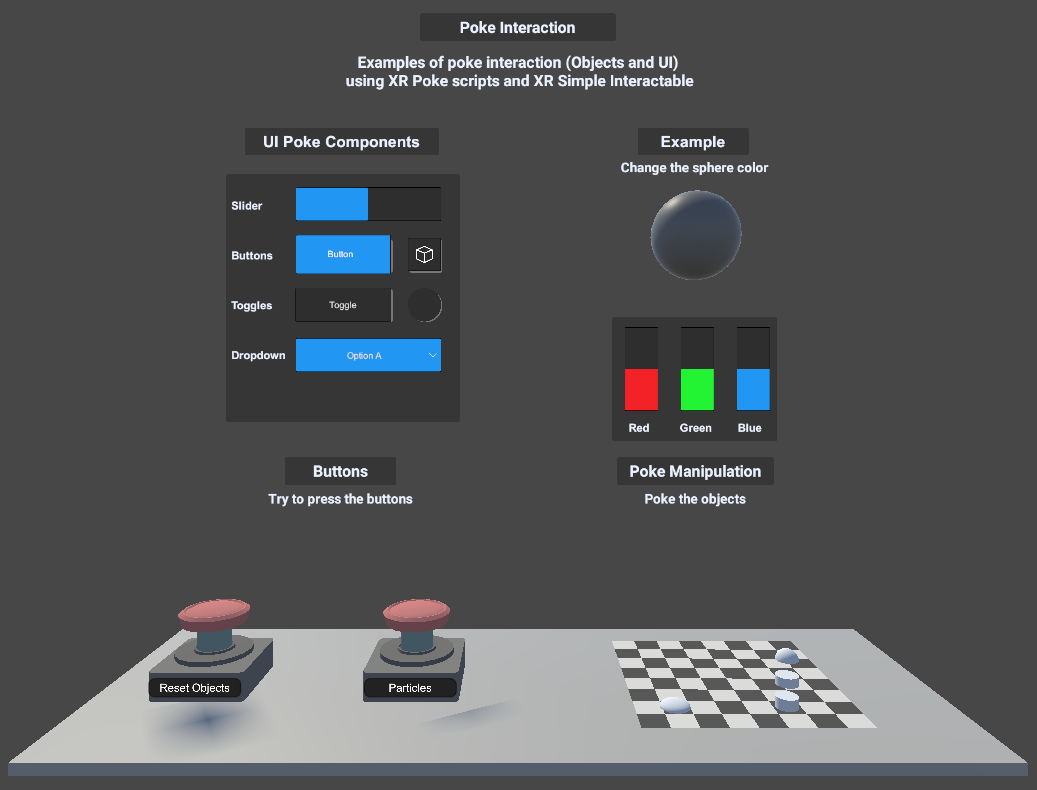 Poke Interaction
Examples of poke interaction (Objects and UI)
using XR Poke scripts and XR Simple Interactable
UI Poke Components
Slider
Buttons
Button
Toggles
Toggle
Dropdown
Option A
Example
Change the sphere color
Red
Green
Blue
Buttons
Try to press the buttons
Poke Manipulation
Poke the objects
Reset Objects
Particles